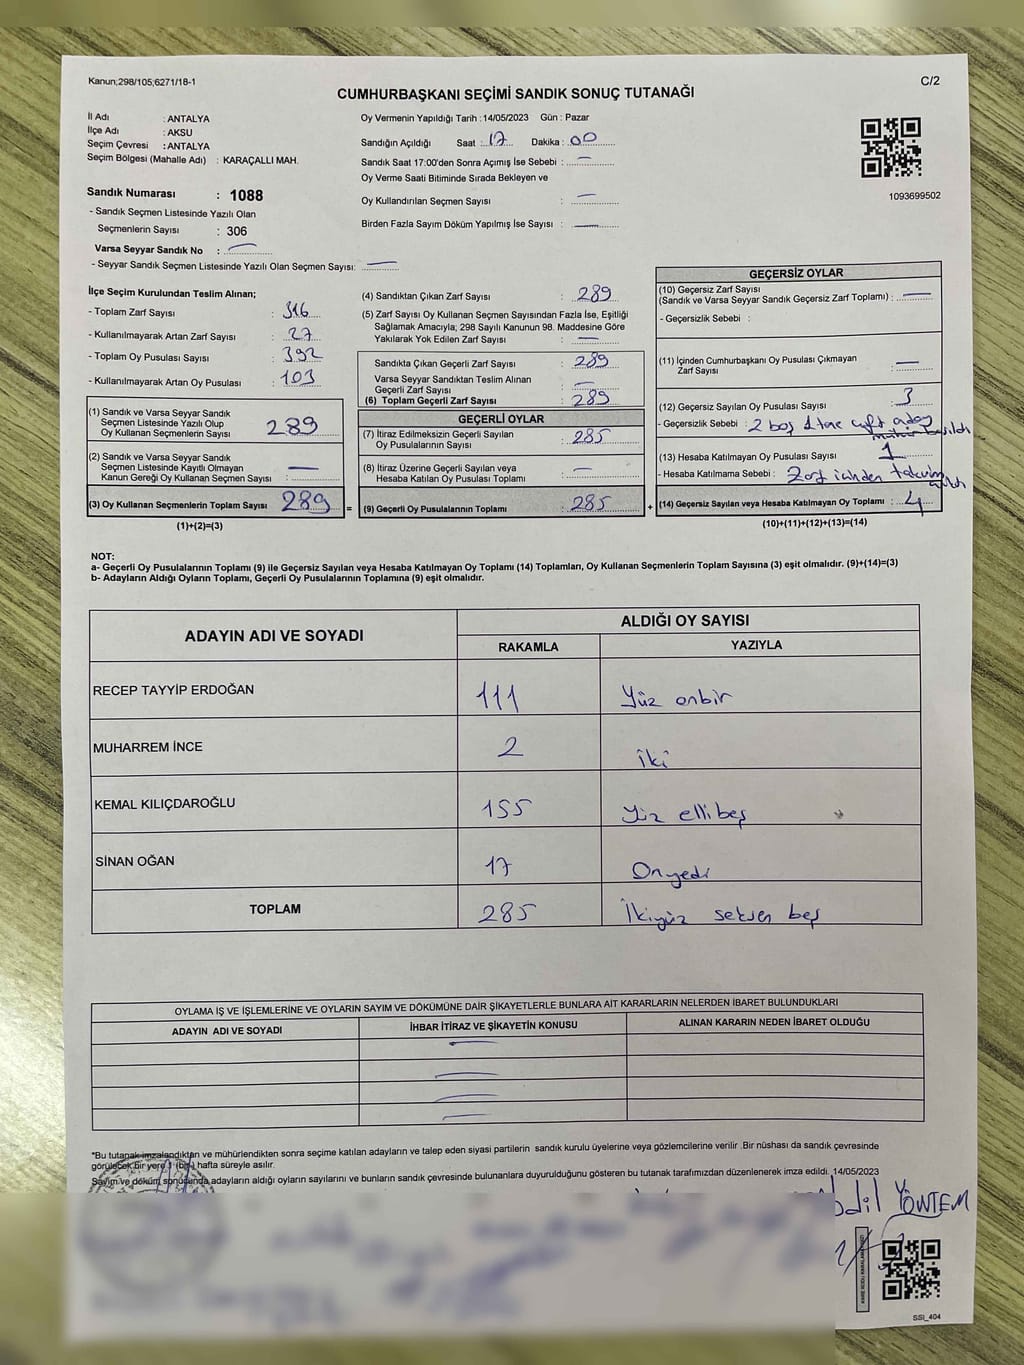 Kanun;298/105;6271/18-1
C/2
CUMHURBAŞKANI SEÇİMİ SANDIK SONUÇ TUTANAĞI
İl Adı : ANTALYA
İlçe Adı : AKSU
Seçim Çevresi : ANTALYA
Seçim Bölgesi (Mahalle Adı) : KARAÇALLI MAH.
Sandık Numarası : 1088
- Sandık Seçmen Listesinde Yazılı Olan
Seçmenlerin Sayısı : 306
Varsa Seyyar Sandık No : —
- Seyyar Sandık Seçmen Listesinde Yazılı Olan Seçmen Sayısı: —
Oy Vermenin Yapıldığı Tarih : 14/05/2023 Gün : Pazar
Sandığın Açıldığı Saat : 17 Dakika : 00
Sandık Saat 17:00'den Sonra Açımış İse Sebebi : —
Oy Verme Saati Bitiminde Sırada Bekleyen ve
Oy Kullandırılan Seçmen Sayısı : —
Birden Fazla Sayım Döküm Yapılmış İse Sayısı : —
1093699502
İlçe Seçim Kurulundan Teslim Alınan;
- Toplam Zarf Sayısı : 316
- Kullanılmayarak Artan Zarf Sayısı : 27
- Toplam Oy Pusulası Sayısı : 392
- Kullanılmayarak Artan Oy Pusulası : 103
(1) Sandık ve Varsa Seyyar Sandık
Seçmen Listesinde Yazılı Olup
Oy Kullanan Seçmenlerin Sayısı 289
(2) Sandık ve Varsa Seyyar Sandık
Seçmen Listesinde Kayıtlı Olmayan
Kanun Gereği Oy Kullanan Seçmen Sayısı : —
(3) Oy Kullanan Seçmenlerin Toplam Sayısı 289 =
(1)+(2)=(3)
(4) Sandıktan Çıkan Zarf Sayısı : 289
(5) Zarf Sayısı Oy Kullanan Seçmen Sayısından Fazla İse, Eşitliği
Sağlamak Amacıyla; 298 Sayılı Kanunun 98. Maddesine Göre
Yakılarak Yok Edilen Zarf Sayısı : —
Sandıkta Çıkan Geçerli Zarf Sayısı : 289
Varsa Seyyar Sandıktan Teslim Alınan
Geçerli Zarf Sayısı : —
(6) Toplam Geçerli Zarf Sayısı : 289
GEÇERLİ OYLAR
(7) İtiraz Edilmeksizin Geçerli Sayılan
Oy Pusulalarının Sayısı : 285
(8) İtiraz Üzerine Geçerli Sayılan veya
Hesaba Katılan Oy Pusulası Toplamı : —
(9) Geçerli Oy Pusulalarının Toplamı : 285 +
GEÇERSİZ OYLAR
(10) Geçersiz Zarf Sayısı
(Sandık ve Varsa Seyyar Sandık Geçersiz Zarf Toplamı) : —
- Geçersizlik Sebebi :
(11) İçinden Cumhurbaşkanı Oy Pusulası Çıkmayan
Zarf Sayısı : —
(12) Geçersiz Sayılan Oy Pusulası Sayısı : 3
- Geçersizlik Sebebi : 2 boş 1 tane çift aday
mühür basıldı
(13) Hesaba Katılmayan Oy Pusulası Sayısı : 1
- Hesaba Katılmama Sebebi : Zarf içinden
(14) Geçersiz Sayılan veya Hesaba Katılmayan Oy Toplamı : 4
(10)+(11)+(12)+(13)=(14)
NOT:
a- Geçerli Oy Pusulalarının Toplamı (9) ile Geçersiz Sayılan veya Hesaba Katılmayan Oy Toplamı (14) Toplamları, Oy Kullanan Seçmenlerin Toplam Sayısına (3) eşit olmalıdır. (9)+(14)=(3)
b- Adayların Aldığı Oyların Toplamı, Geçerli Oy Pusulalarının Toplamına (9) eşit olmalıdır.
ADAYIN ADI VE SOYADI ALDIĞI OY SAYISI
RAKAMLA YAZIYLA
RECEP TAYYİP ERDOĞAN 111 Yüz onbir
MUHARREM İNCE 2 iki
KEMAL KILIÇDAROĞLU 155 Yüz ellibeş
SİNAN OĞAN 17 Onyedi
TOPLAM 285 İkiyüz seksen beş
OYLAMA İŞ VE İŞLEMLERİNE VE OYLARIN SAYIM VE DÖKÜMÜNE DAİR ŞİKAYETLERLE BUNLARA AİT KARARLARIN NELERDEN İBARET BULUNDUKLARI
ADAYIN ADI VE SOYADI İHBAR İTİRAZ VE ŞİKAYETİN KONUSU ALINAN KARARIN NEDEN İBARET OLDUĞU
—
—
—
—
*Bu tutanak imzalandıktan ve mühürlendikten sonra seçime katılan adayların ve talep eden siyasi partilerin sandık kurulu üyelerine veya gözlemcilerine verilir .Bir nüshası da sandık çevresinde
görülecek bir yere 1 (bir) hafta süreyle asılır.
Sayım ve döküm sonucunda adayların aldığı oyların sayılarını ve bunların sandık çevresinde bulunanlara duyurulduğunu gösteren bu tutanak tarafımızdan düzenlenerek imza edildi. 14/05/2023
YÖNTEM
SSİ_404